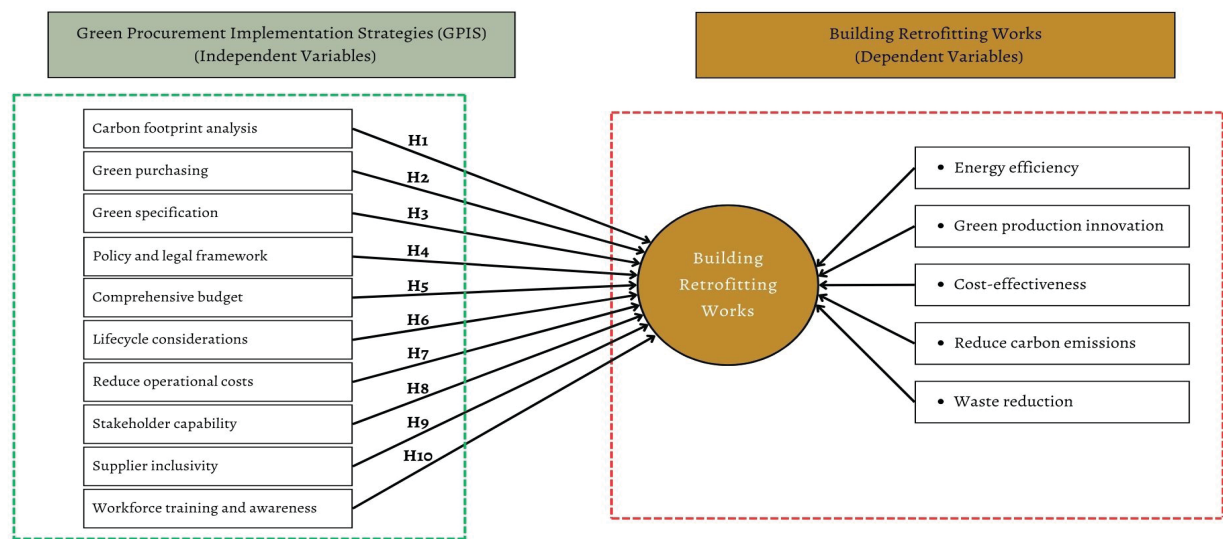 Green Procurement Implementation Strategies (GPIS)
(Independent Variables)
Building Retrofitting Works
(Dependent Variables)
Carbon footprint analysis
Green purchasing
Green specification
Policy and legal framework
Comprehensive budget
Lifecycle considerations
Reduce operational costs
Stakeholder capability
Supplier inclusivity
Workforce training and awareness
H1
H2
H3
H4
H5
H6
H7
H8
H9
H10
Building
Retrofitting
Works
• Energy efficiency
• Green production innovation
• Cost-effectiveness
• Reduce carbon emissions
• Waste reduction